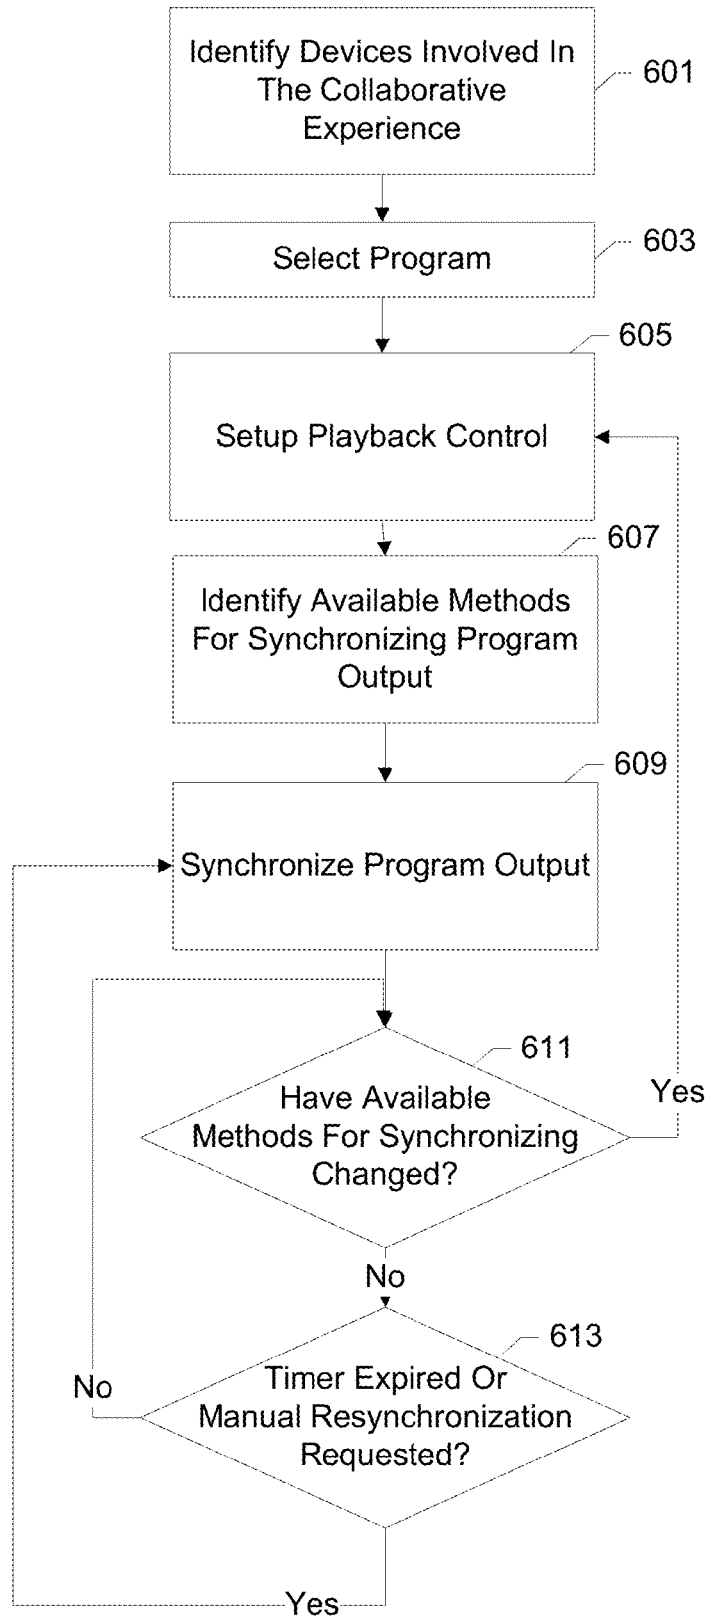 Identify Devices Involved In
The Collaborative
Experience
601
Select Program
603
605
Setup Playback Control
607
Identify Available Methods
For Synchronizing Program
Output
609
Synchronize Program Output
611
Have Available
Methods For Synchronizing
Changed?
Yes
No
613
Timer Expired Or
Manual Resynchronization
Requested?
No
Yes